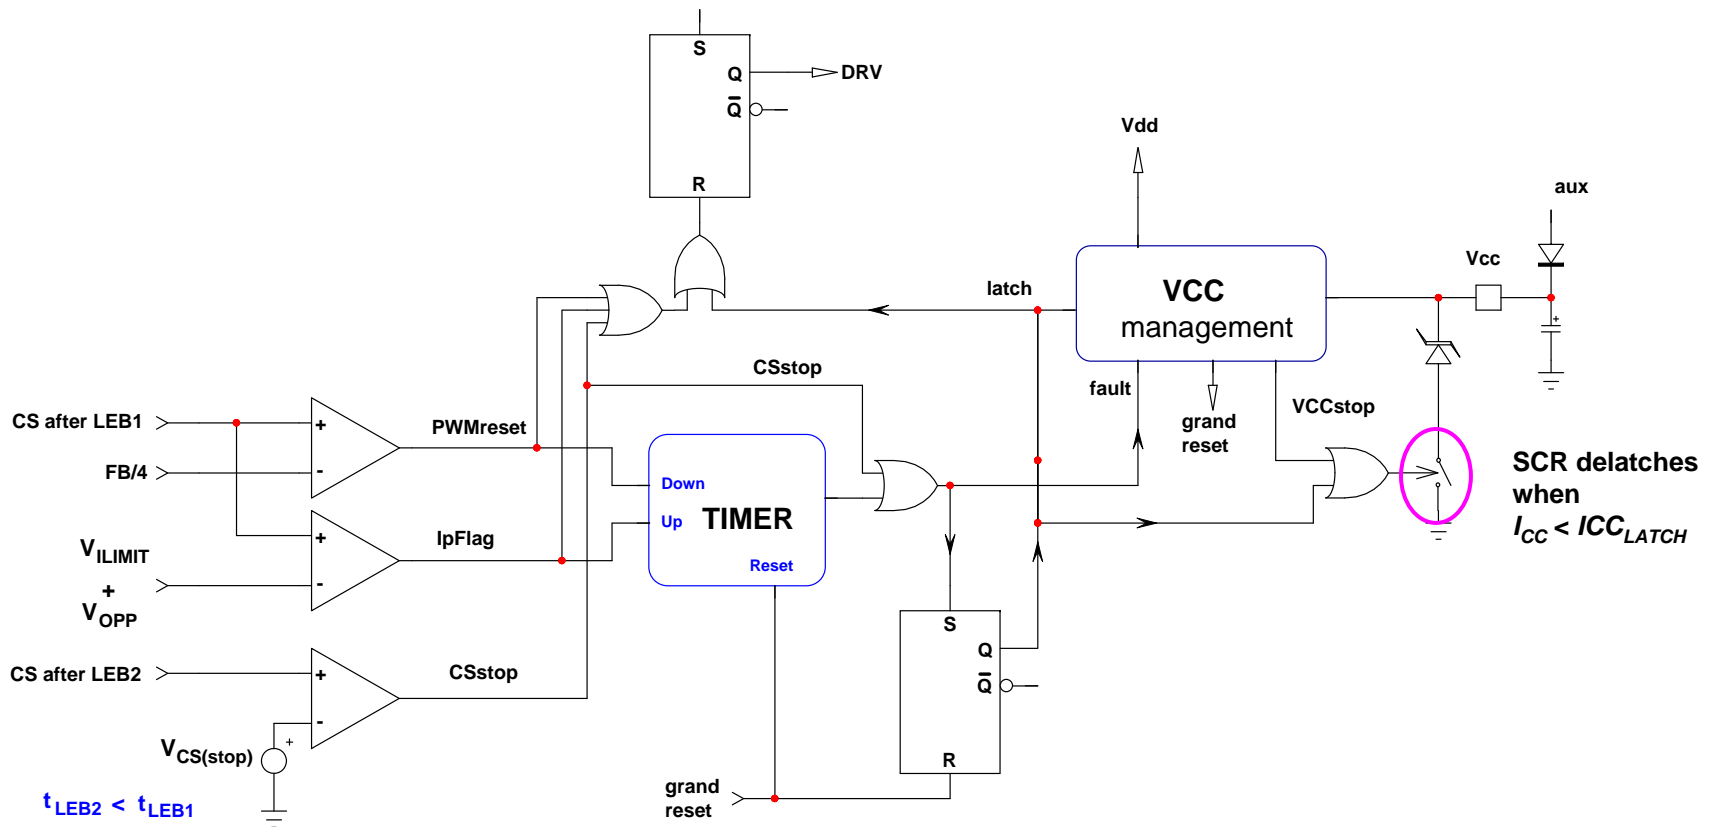 S
Q
DRV
Q
R
Vdd
aux
Vcc
VCC
management
latch
CSstop
fault
VCCstop
grand
reset
CS after LEB1
+
PWMreset
FB/4
-
Down
TIMER
Up
Reset
SCR delatches
when
ICC < ICCLATCH
VILIMIT
+
VOPP
+
IpFlag
-
S
Q
Q
R
CS after LEB2
+
CSstop
-
VCS(stop)
+
+
grand
reset
tLEB2 < tLEB1